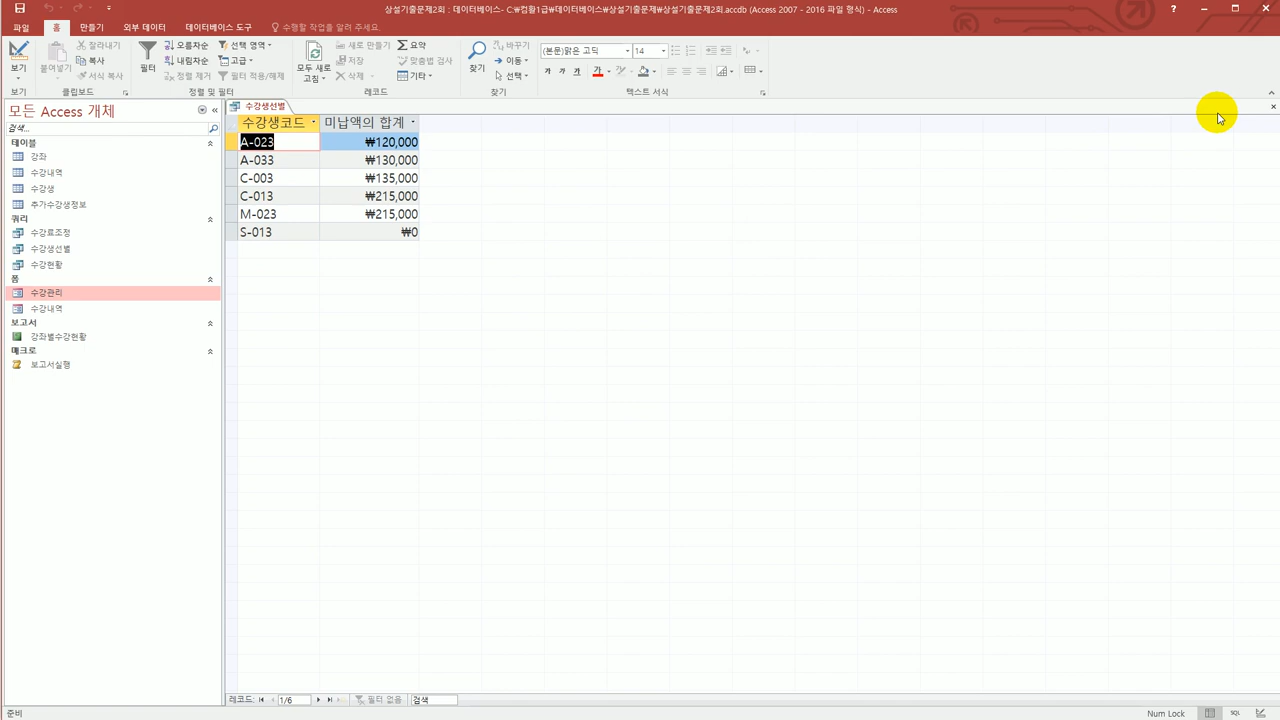 상설기출문제2회 : 데이터베이스- C:₩컴활1급₩데이터베이스₩상설기출문제₩상설기출문제2회.accdb (Access 2007 - 2016 파일 형식) - Access
?
파일 홈 만들기 외부 데이터 데이터베이스 도구 수행할 작업을 알려 주세요.
보기
보기
붙여넣기
잘라내기
복사
서식 복사
클립보드
필터
오름차순
내림차순
정렬 제거
선택 영역
고급
필터 적용/해제
정렬 및 필터
모두 새로
고침
새로 만들기
저장
삭제
요약
맞춤법 검사
기타
레코드
찾기
바꾸기
이동
선택
찾기
(본문)맑은 고딕 14
가 가 가 가
텍스트 서식
모든 Access 개체
검색...
테이블
강좌
수강내역
수강생
추가수강생정보
쿼리
수강료조정
수강생선별
수강현황
폼
수강관리
수강내역
보고서
강좌별수강현황
매크로
보고서실행
수강생선별
수강생코드 미납액의 합계
A-023 ₩120,000
A-033 ₩130,000
C-003 ₩135,000
C-013 ₩215,000
M-023 ₩215,000
S-013 ₩0
레코드: 1/6 필터 없음 검색
준비 Num Lock SQL